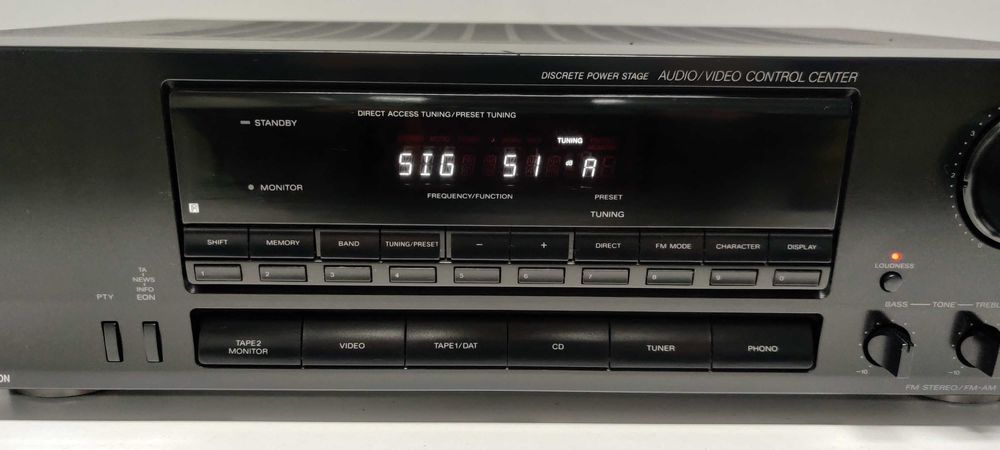 DISCRETE POWER STAGE AUDIO/VIDEO CONTROL CENTER
DIRECT ACCESS TUNING/PRESET TUNING
STANDBY
TUNING
SIG 51 dB A
MONITOR
FREQUENCY/FUNCTION PRESET
TUNING
SHIFT MEMORY BAND TUNING/PRESET - + DIRECT FM MODE CHARACTER DISPLAY
1 2 3 4 5 6 7 8 9 0
TA
NEWS
INFO
PTY EON
LOUDNESS
BASS TONE
TAPE2 MONITOR
VIDEO TAPE1/DAT CD TUNER PHONO
-10 -10
FM STEREO/FM-AM
2